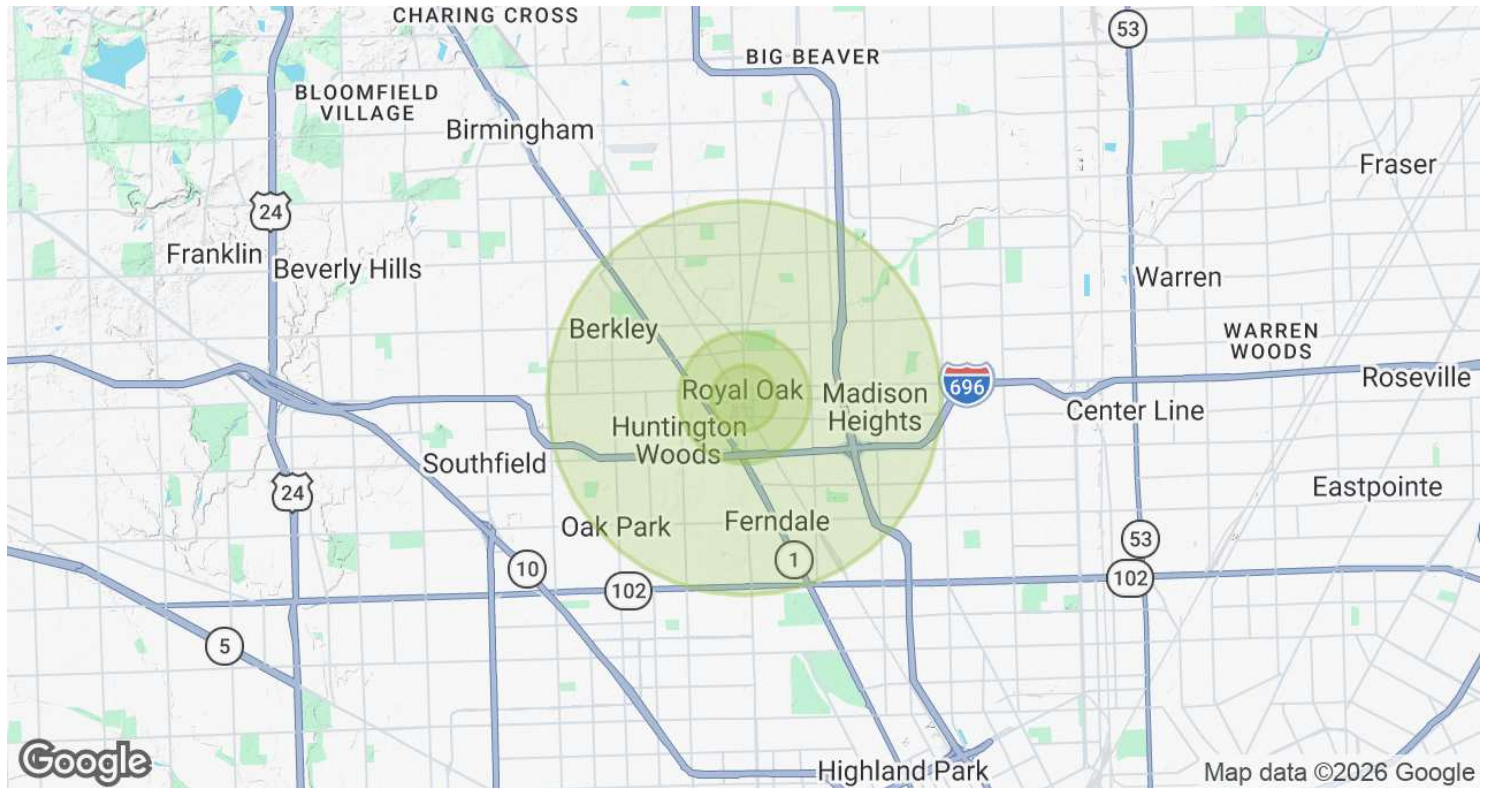 CHARING CROSS
53
BIG BEAVER
BLOOMFIELD
VILLAGE
Birmingham
Fraser
24
Franklin
Beverly Hills
Warren
Berkley
WARREN
WOODS
Royal Oak
Madison
Heights
696
Roseville
Center Line
Huntington
Woods
Southfield
24
Eastpointe
Oak Park
Ferndale
53
1
10
102
102
5
Google
Highland Park
Map data ©2026 Google